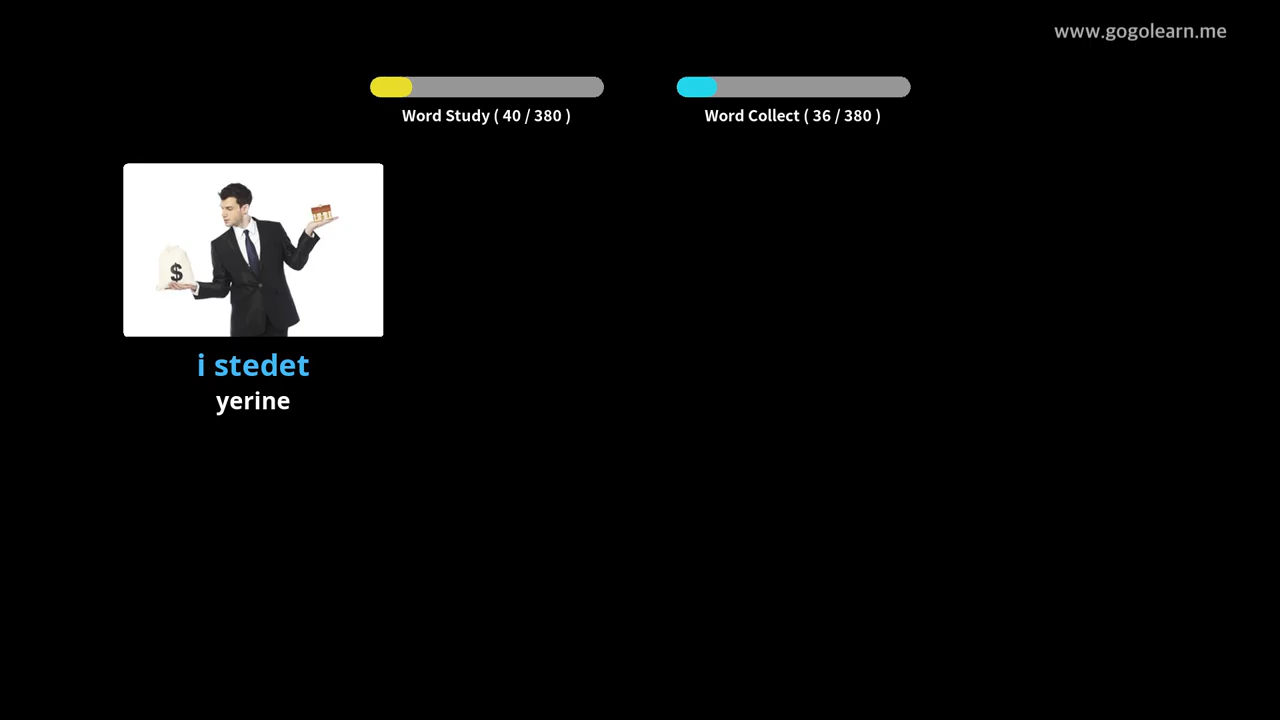 www.gogolearn.me
Word Study ( 40 / 380 )
Word Collect ( 36 / 380 )
$
i stedet
yerine